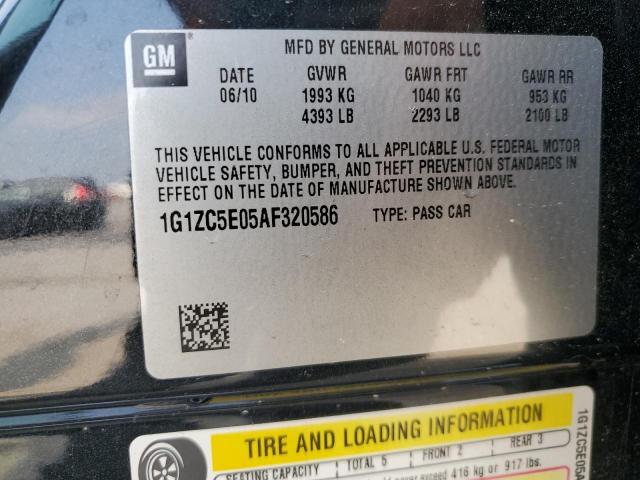 GM
MFD BY GENERAL MOTORS LLC
DATE GVWR GAWR FRT GAWR RR
06/10 1993 KG 1040 KG 953 KG
4393 LB 2293 LB 2100 LB
THIS VEHICLE CONFORMS TO ALL APPLICABLE U.S. FEDERAL MOTOR
VEHICLE SAFETY, BUMPER, AND THEFT PREVENTION STANDARDS IN
EFFECT ON THE DATE OF MANUFACTURE SHOWN ABOVE.
1G1ZC5E05AF320586 TYPE: PASS CAR
TIRE AND LOADING INFORMATION
SEATING CAPACITY TOTAL 5 FRONT 2 REAR 3
exceed 416 kg or 917 lbs.
1G1ZC5E05A